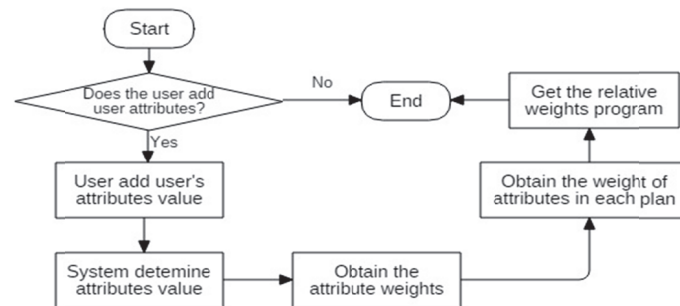 Start
Does the user add
user attributes?
No
End
Get the relative
weights program
Yes
User add user's
attributes value
Obtain the weight of
attributes in each plan
System detemine
attributes value
Obtain the
attribute weights